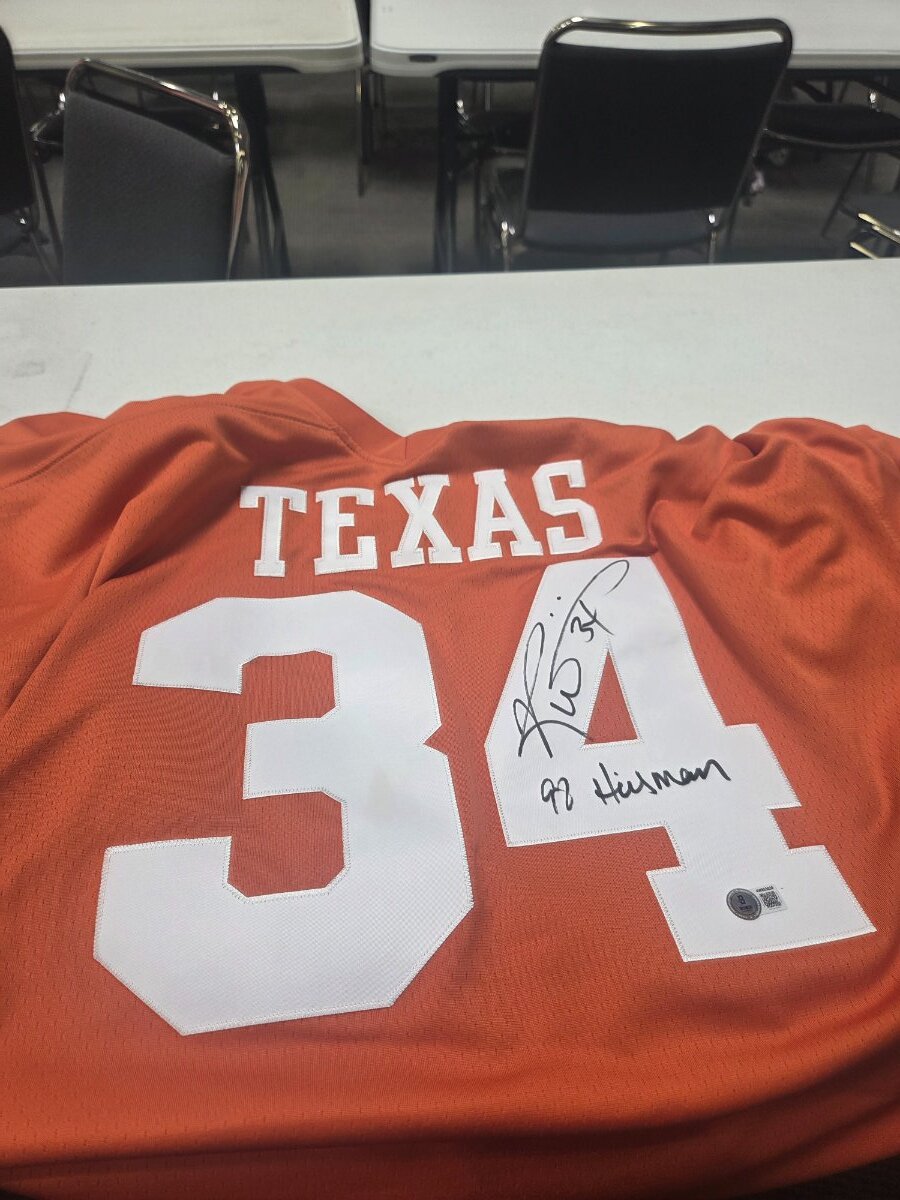 TEXAS
34
34
98 Heisman